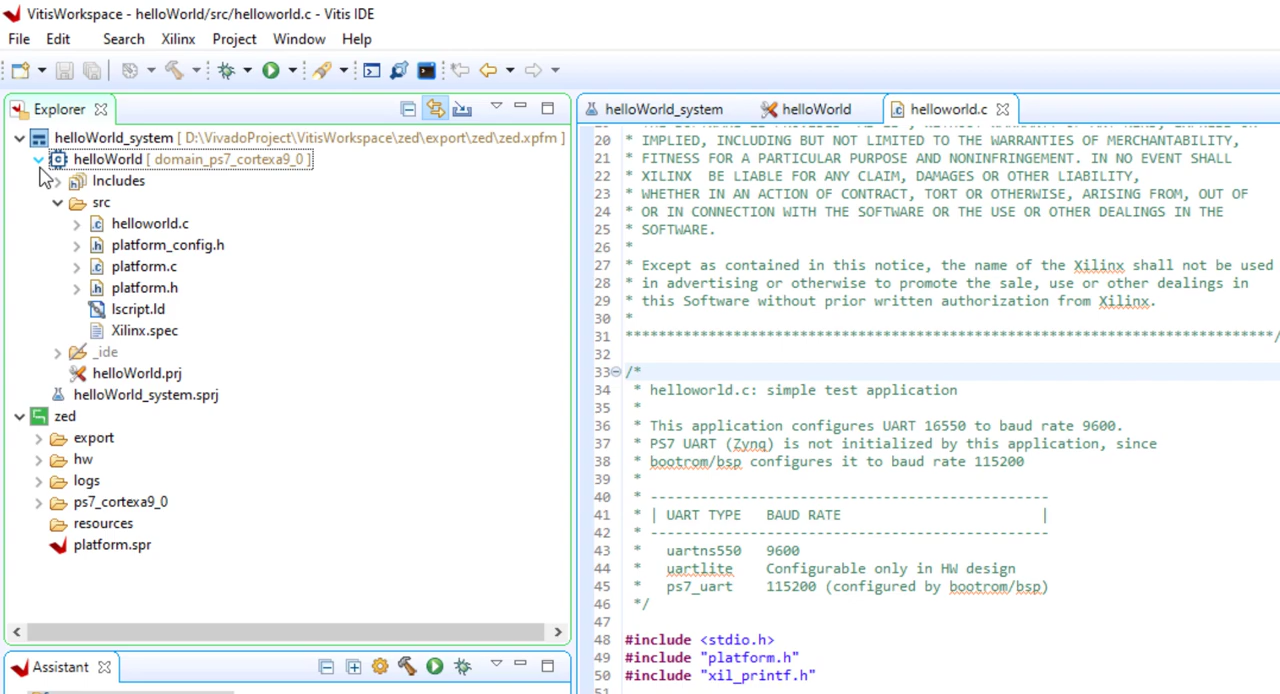 VitisWorkspace - helloWorld/src/helloworld.c - Vitis IDE
File Edit Search Xilinx Project Window Help
Explorer
helloWorld_system [ D:\VivadoProject\VitisWorkspace\zed\export\zed\zed.xpfm ]
helloWorld [ domain_ps7_cortexa9_0 ]
Includes
src
helloworld.c
platform_config.h
platform.c
platform.h
lscript.ld
Xilinx.spec
_ide
helloWorld.prj
helloWorld_system.sprj
zed
export
hw
logs
ps7_cortexa9_0
resources
platform.spr
Assistant
helloWorld_system helloWorld helloworld.c
20 * IMPLIED, INCLUDING BUT NOT LIMITED TO THE WARRANTIES OF MERCHANTABILITY,
21 * FITNESS FOR A PARTICULAR PURPOSE AND NONINFRINGEMENT. IN NO EVENT SHALL
22 * XILINX  BE LIABLE FOR ANY CLAIM, DAMAGES OR OTHER LIABILITY,
23 * WHETHER IN AN ACTION OF CONTRACT, TORT OR OTHERWISE, ARISING FROM, OUT OF
24 * OR IN CONNECTION WITH THE SOFTWARE OR THE USE OR OTHER DEALINGS IN THE
25 * SOFTWARE.
26 *
27 * Except as contained in this notice, the name of the Xilinx shall not be used
28 * in advertising or otherwise to promote the sale, use or other dealings in
29 * this Software without prior written authorization from Xilinx.
30 *
31 ******************************************************************************/
32
33 /*
34 * helloworld.c: simple test application
35 *
36 * This application configures UART 16550 to baud rate 9600.
37 * PS7 UART (Zynq) is not initialized by this application, since
38 * bootrom/bsp configures it to baud rate 115200
39 *
40 * ------------------------------------------------
41 * | UART TYPE   BAUD RATE                        |
42 * ------------------------------------------------
43 *   uartns550   9600
44 *   uartlite    Configurable only in HW design
45 *   ps7_uart    115200 (configured by bootrom/bsp)
46 */
47
48 #include <stdio.h>
49 #include "platform.h"
50 #include "xil_printf.h"
51